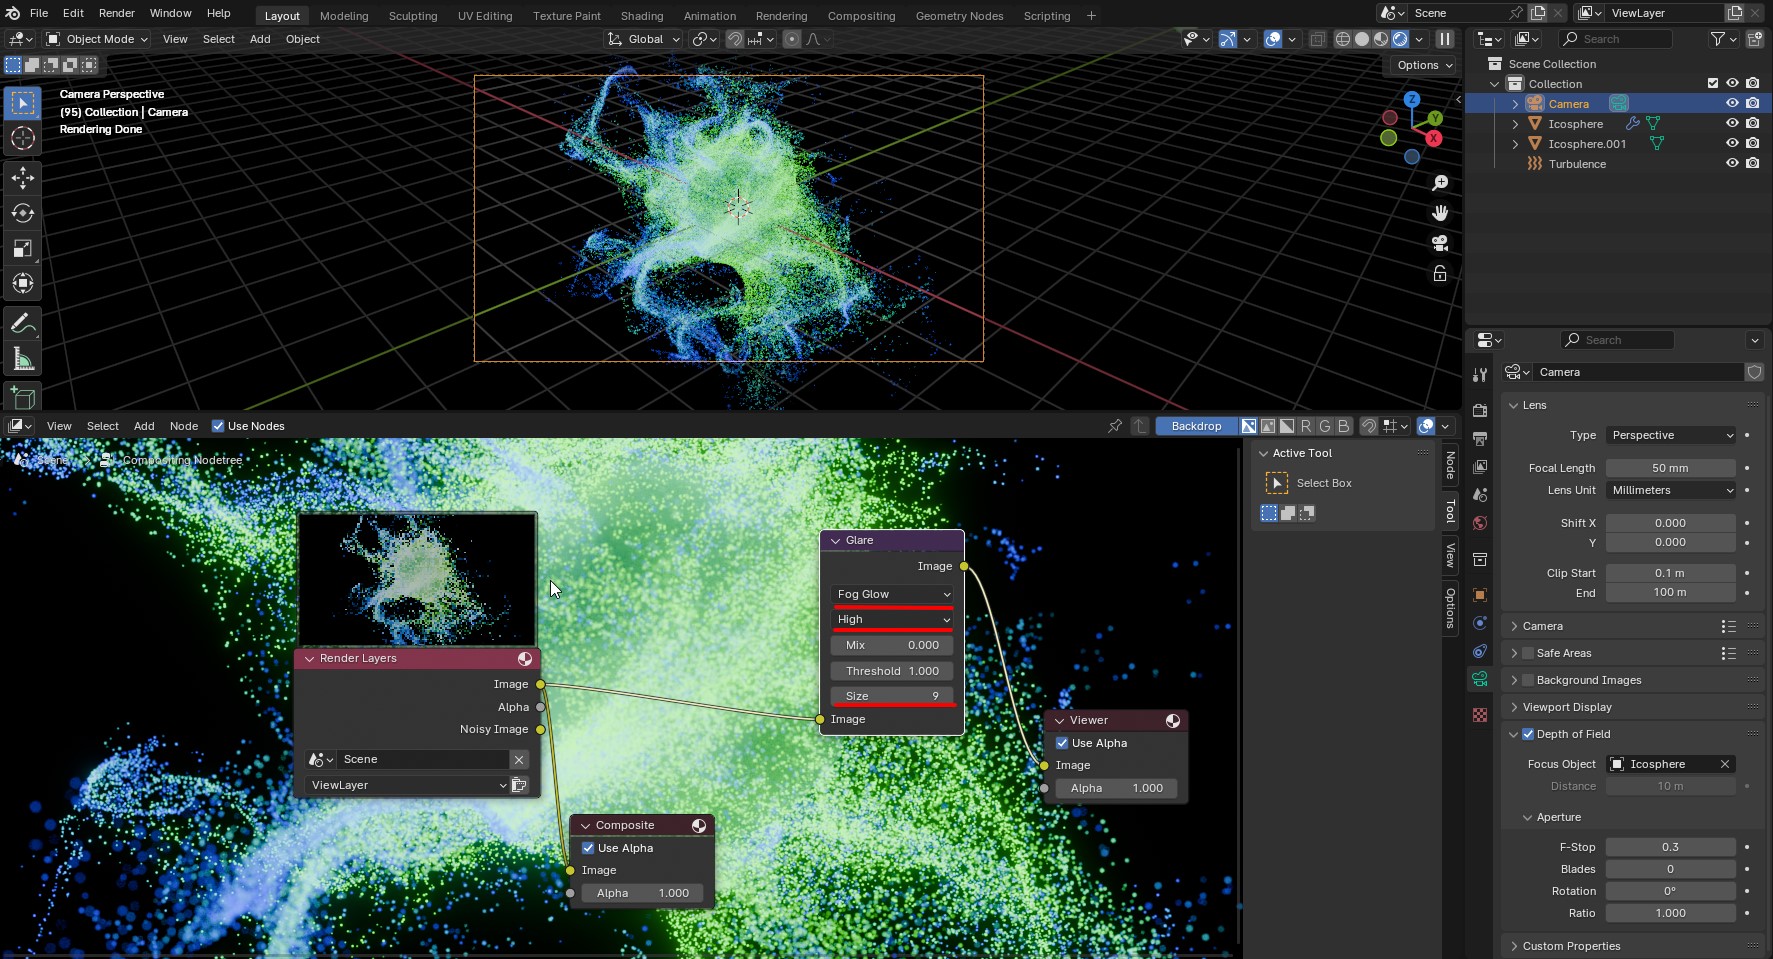 File Edit Render Window Help
Layout Modeling Sculpting UV Editing Texture Paint Shading Animation Rendering Compositing Geometry Nodes Scripting +
Scene
ViewLayer
Object Mode View Select Add Object
Global
Options
Search
Camera Perspective
(95) Collection | Camera
Rendering Done
Z
Y
X
Scene Collection
Collection
Camera
Icosphere
Icosphere.001
Turbulence
View Select Add Node Use Nodes
Backdrop
R G B
Scene
Compositing Nodetree
Render Layers
Image
Alpha
Noisy Image
Scene
ViewLayer
Composite
Use Alpha
Image
Alpha 1.000
Glare
Image
Fog Glow
High
Mix 0.000
Threshold 1.000
Size 9
Image
Viewer
Use Alpha
Image
Alpha 1.000
Active Tool
Select Box
Node
Tool
View
Options
Search
Camera
Lens
Type Perspective
Focal Length 50 mm
Lens Unit Millimeters
Shift X 0.000
Y 0.000
Clip Start 0.1 m
End 100 m
Camera
Safe Areas
Background Images
Viewport Display
Depth of Field
Focus Object Icosphere
Distance 10 m
Aperture
F-Stop 0.3
Blades 0
Rotation 0°
Ratio 1.000
Custom Properties